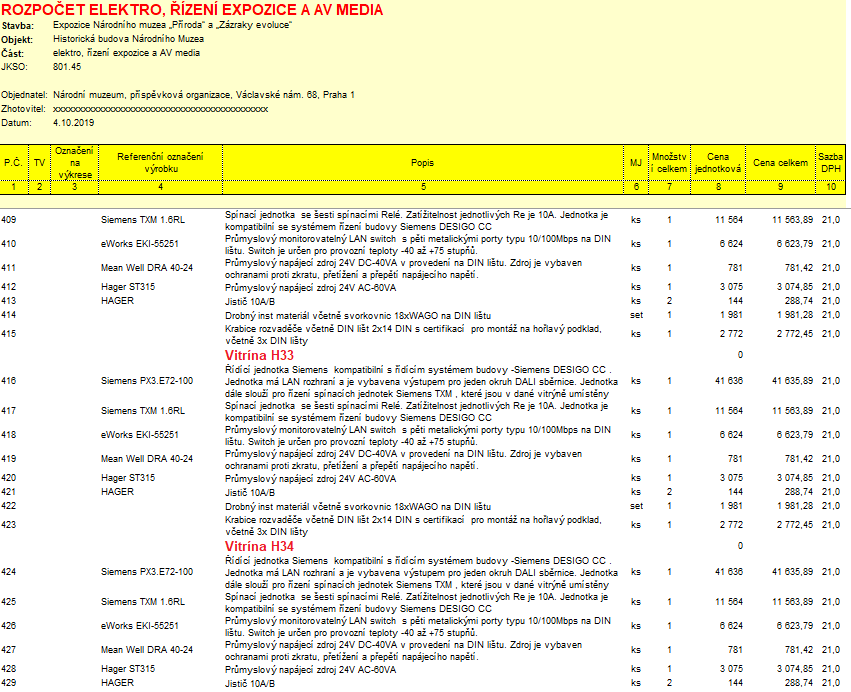 ROZPOČET ELEKTRO, ŘÍZENÍ EXPOZICE A AV MEDIA
Stavba: Expozice Národního muzea „Příroda“ a „Zázraky evoluce“
Objekt: Historická budova Národního Muzea
Část: elektro, řízení expozice a AV media
JKSO: 801.45
Objednatel: Národní muzeum, příspěvková organizace, Václavské nám. 68, Praha 1
Zhotovitel: xxxxxxxxxxxxxxxxxxxxxxxxxxxxxxxxxxxxxxxxxxx
Datum: 4.10.2019
P.Č. TV Označení na výkrese Referenční označení výrobku Popis MJ Množství celkem Cena jednotková Cena celkem Sazba DPH
1 2 3 4 5 6 7 8 9 10
409 Siemens TXM 1.6RL Spínací jednotka se šesti spínacími Relé. Zatížitelnost jednotlivých Re je 10A. Jednotka je ks 1 11 564 11 563,89 21,0
kompatibilní se systémem řízení budovy Siemens DESIGO CC
410 eWorks EKI-55251 Průmyslový monitorovatelný LAN switch s pěti metalickými porty typu 10/100Mbps na DIN ks 1 6 624 6 623,79 21,0
lištu. Switch je určen pro provozní teploty -40 až +75 stupňů.
411 Mean Well DRA 40-24 Průmyslový napájecí zdroj 24V DC-40VA v provedení na DIN lištu. Zdroj je vybaven ks 1 781 781,42 21,0
ochranami proti zkratu, přetížení a přepětí napájecího napětí.
412 Hager ST315 Průmyslový napájecí zdroj 24V AC-60VA ks 1 3 075 3 074,85 21,0
413 HAGER Jistič 10A/B ks 2 144 288,74 21,0
414 Drobný inst materiál včetně svorkovnic 18xWAGO na DIN lištu set 1 1 981 1 981,28 21,0
415 Krabice rozvaděče včetně DIN lišt 2x14 DIN s certifikací pro montáž na hořlavý podklad, ks 1 2 772 2 772,45 21,0
včetně 3x DIN lišty
Vitrína H33 0
416 Siemens PX3.E72-100 Řídící jednotka Siemens kompatibilní s řídícím systémem budovy -Siemens DESIGO CC . ks 1 41 636 41 635,89 21,0
Jednotka má LAN rozhraní a je vybavena výstupem pro jeden okruh DALI sběrnice. Jednotka
dále slouží pro řízení spínacích jednotek Siemens TXM , které jsou v dané vitrýně umístěny
417 Siemens TXM 1.6RL Spínací jednotka se šesti spínacími Relé. Zatížitelnost jednotlivých Re je 10A. Jednotka je ks 1 11 564 11 563,89 21,0
kompatibilní se systémem řízení budovy Siemens DESIGO CC
418 eWorks EKI-55251 Průmyslový monitorovatelný LAN switch s pěti metalickými porty typu 10/100Mbps na DIN ks 1 6 624 6 623,79 21,0
lištu. Switch je určen pro provozní teploty -40 až +75 stupňů.
419 Mean Well DRA 40-24 Průmyslový napájecí zdroj 24V DC-40VA v provedení na DIN lištu. Zdroj je vybaven ks 1 781 781,42 21,0
ochranami proti zkratu, přetížení a přepětí napájecího napětí.
420 Hager ST315 Průmyslový napájecí zdroj 24V AC-60VA ks 1 3 075 3 074,85 21,0
421 HAGER Jistič 10A/B ks 2 144 288,74 21,0
422 Drobný inst materiál včetně svorkovnic 18xWAGO na DIN lištu set 1 1 981 1 981,28 21,0
423 Krabice rozvaděče včetně DIN lišt 2x14 DIN s certifikací pro montáž na hořlavý podklad, ks 1 2 772 2 772,45 21,0
včetně 3x DIN lišty
Vitrína H34 0
424 Siemens PX3.E72-100 Řídící jednotka Siemens kompatibilní s řídícím systémem budovy -Siemens DESIGO CC . ks 1 41 636 41 635,89 21,0
Jednotka má LAN rozhraní a je vybavena výstupem pro jeden okruh DALI sběrnice. Jednotka
dále slouží pro řízení spínacích jednotek Siemens TXM , které jsou v dané vitrýně umístěny
425 Siemens TXM 1.6RL Spínací jednotka se šesti spínacími Relé. Zatížitelnost jednotlivých Re je 10A. Jednotka je ks 1 11 564 11 563,89 21,0
kompatibilní se systémem řízení budovy Siemens DESIGO CC
426 eWorks EKI-55251 Průmyslový monitorovatelný LAN switch s pěti metalickými porty typu 10/100Mbps na DIN ks 1 6 624 6 623,79 21,0
lištu. Switch je určen pro provozní teploty -40 až +75 stupňů.
427 Mean Well DRA 40-24 Průmyslový napájecí zdroj 24V DC-40VA v provedení na DIN lištu. Zdroj je vybaven ks 1 781 781,42 21,0
ochranami proti zkratu, přetížení a přepětí napájecího napětí.
428 Hager ST315 Průmyslový napájecí zdroj 24V AC-60VA ks 1 3 075 3 074,85 21,0
429 HAGER Jistič 10A/B ks 2 144 288,74 21,0